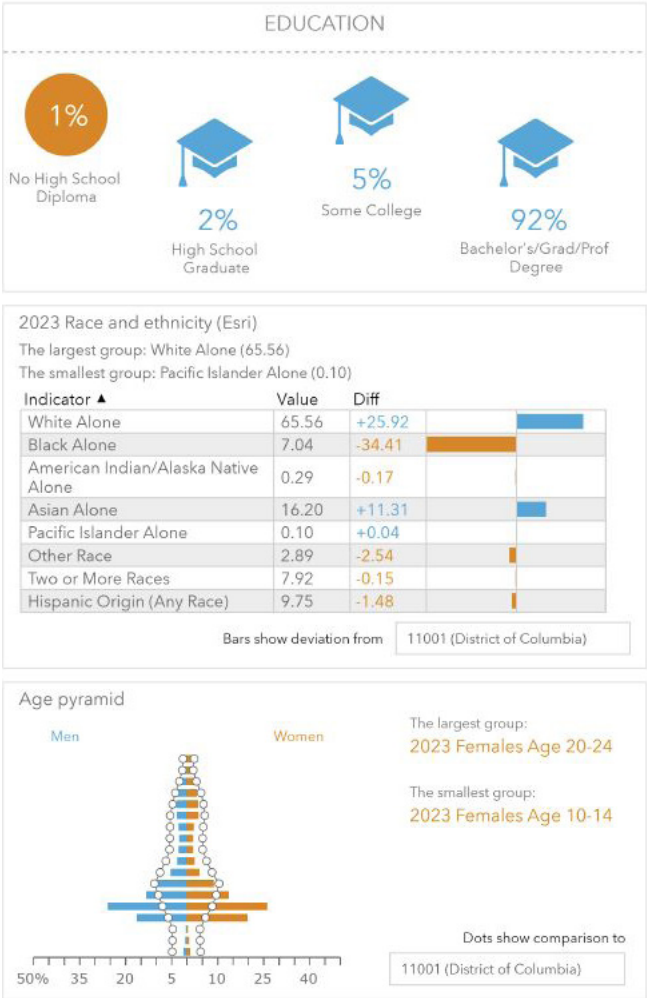 EDUCATION
1%
No High School
Diploma
2%
High School
Graduate
5%
Some College
92%
Bachelor's/Grad/Prof
Degree
2023 Race and ethnicity (Esri)
The largest group: White Alone (65.56)
The smallest group: Pacific Islander Alone (0.10)
Indicator ▲ Value Diff
White Alone 65.56 +25.92
Black Alone 7.04 -34.41
American Indian/Alaska Native
Alone 0.29 -0.17
Asian Alone 16.20 +11.31
Pacific Islander Alone 0.10 +0.04
Other Race 2.89 -2.54
Two or More Races 7.92 -0.15
Hispanic Origin (Any Race) 9.75 -1.48
Bars show deviation from 11001 (District of Columbia)
Age pyramid
Men Women
The largest group:
2023 Females Age 20-24
The smallest group:
2023 Females Age 10-14
Dots show comparison to
11001 (District of Columbia)
50% 35 20 5 10 25 40